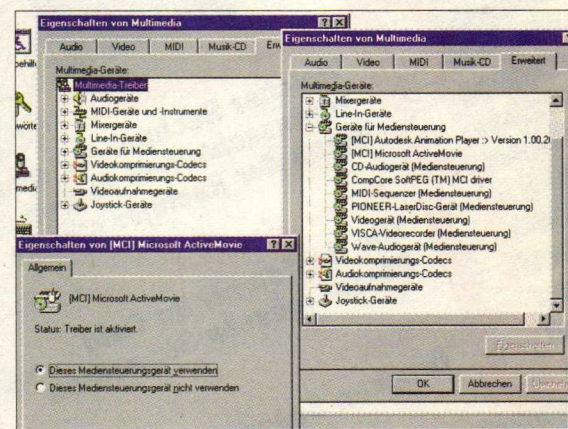 Eigenschaften von Multimedia
Audio
Video
MIDI
Musik-CD
Multimedia-Geräte:
Multimedia-Treiber
Audiogeräte
MIDI-Geräte und -Instrumente
Mixergeräte
Line-In-Geräte
Geräte für Mediensteuerung
Videokomprimierungs-Codecs
Audiokomprimierungs-Codecs
Videoaufnahmegeräte
Joystick-Geräte
Eigenschaften von Multimedia
Audio
Video
MIDI
Musik-CD
Erweitert
Multimedia-Geräte:
Mixergeräte
Line-In-Geräte
Geräte für Mediensteuerung
[MCI] Autodesk Animation Player :> Version 1.00.2
[MCI] Microsoft ActiveMovie
CD-Audiogerät (Mediensteuerung)
CompCore SoftPEG (TM) MCI driver
MIDI-Sequenzer (Mediensteuerung)
PIONEER-LaserDisc-Gerät (Mediensteuerung)
Videogerät (Mediensteuerung)
VISCA-Videorecorder (Mediensteuerung)
Wave-Audiogerät (Mediensteuerung)
Videokomprimierungs-Codecs
Audiokomprimierungs-Codecs
Videoaufnahmegeräte
Joystick-Geräte
Eigenschaften
OK
Abbrechen
Eigenschaften von [MCI] Microsoft ActiveMovie
Allgemein
[MCI] Microsoft ActiveMovie
Status: Treiber ist aktiviert.
Dieses Mediensteuerungsgerät verwenden
Dieses Mediensteuerungsgerät nicht verwenden